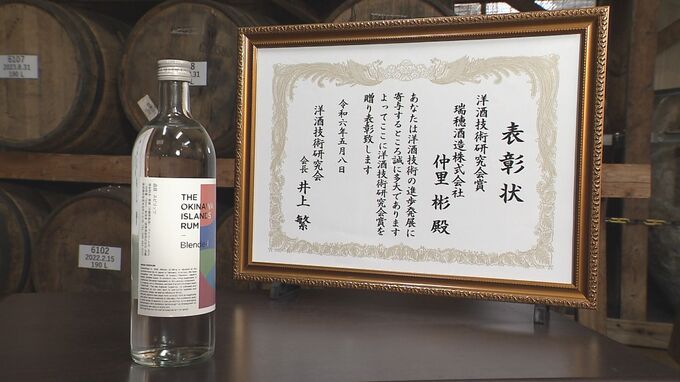 表彰状
洋酒技術研究会賞
瑞穂酒造株式会社
仲里 彬 殿
あなたは洋酒技術の進歩発展に
寄与するところ誠に多大であります
よってここに洋酒技術研究会賞を
贈り表彰致します
令和六年五月八日
洋酒技術研究会
会長 井上 繁
THE
OKINAWA
ISLANDS
RUM
Blended
6107
2023.8.31
190 L
6102
2022.2.15
190 L